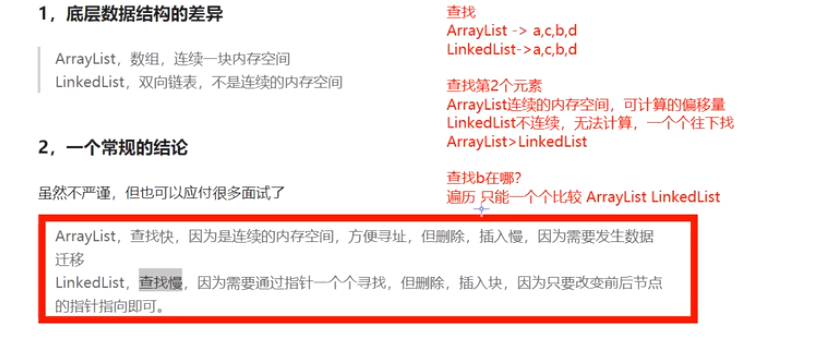 1，底层数据结构的差异
ArrayList，数组，连续一块内存空间
LinkedList，双向链表，不是连续的内存空间
2，一个常规的结论
虽然不严谨，但也可以应付很多面试了
ArrayList，查找快，因为是连续的内存空间，方便寻址，但删除，插入慢，因为需要发生数据
迁移
LinkedList，查找慢，因为需要通过指针一个个寻找，但删除，插入块，因为只要改变前后节点
的指针指向即可。
查找
ArrayList -> a,c,b,d
LinkedList->a,c,b,d
查找第2个元素
ArrayList连续的内存空间，可计算的偏移量
LinkedList不连续，无法计算，一个个往下找
ArrayList>LinkedList
查找b在哪?
遍历 只能一个个比较 ArrayList LinkedList